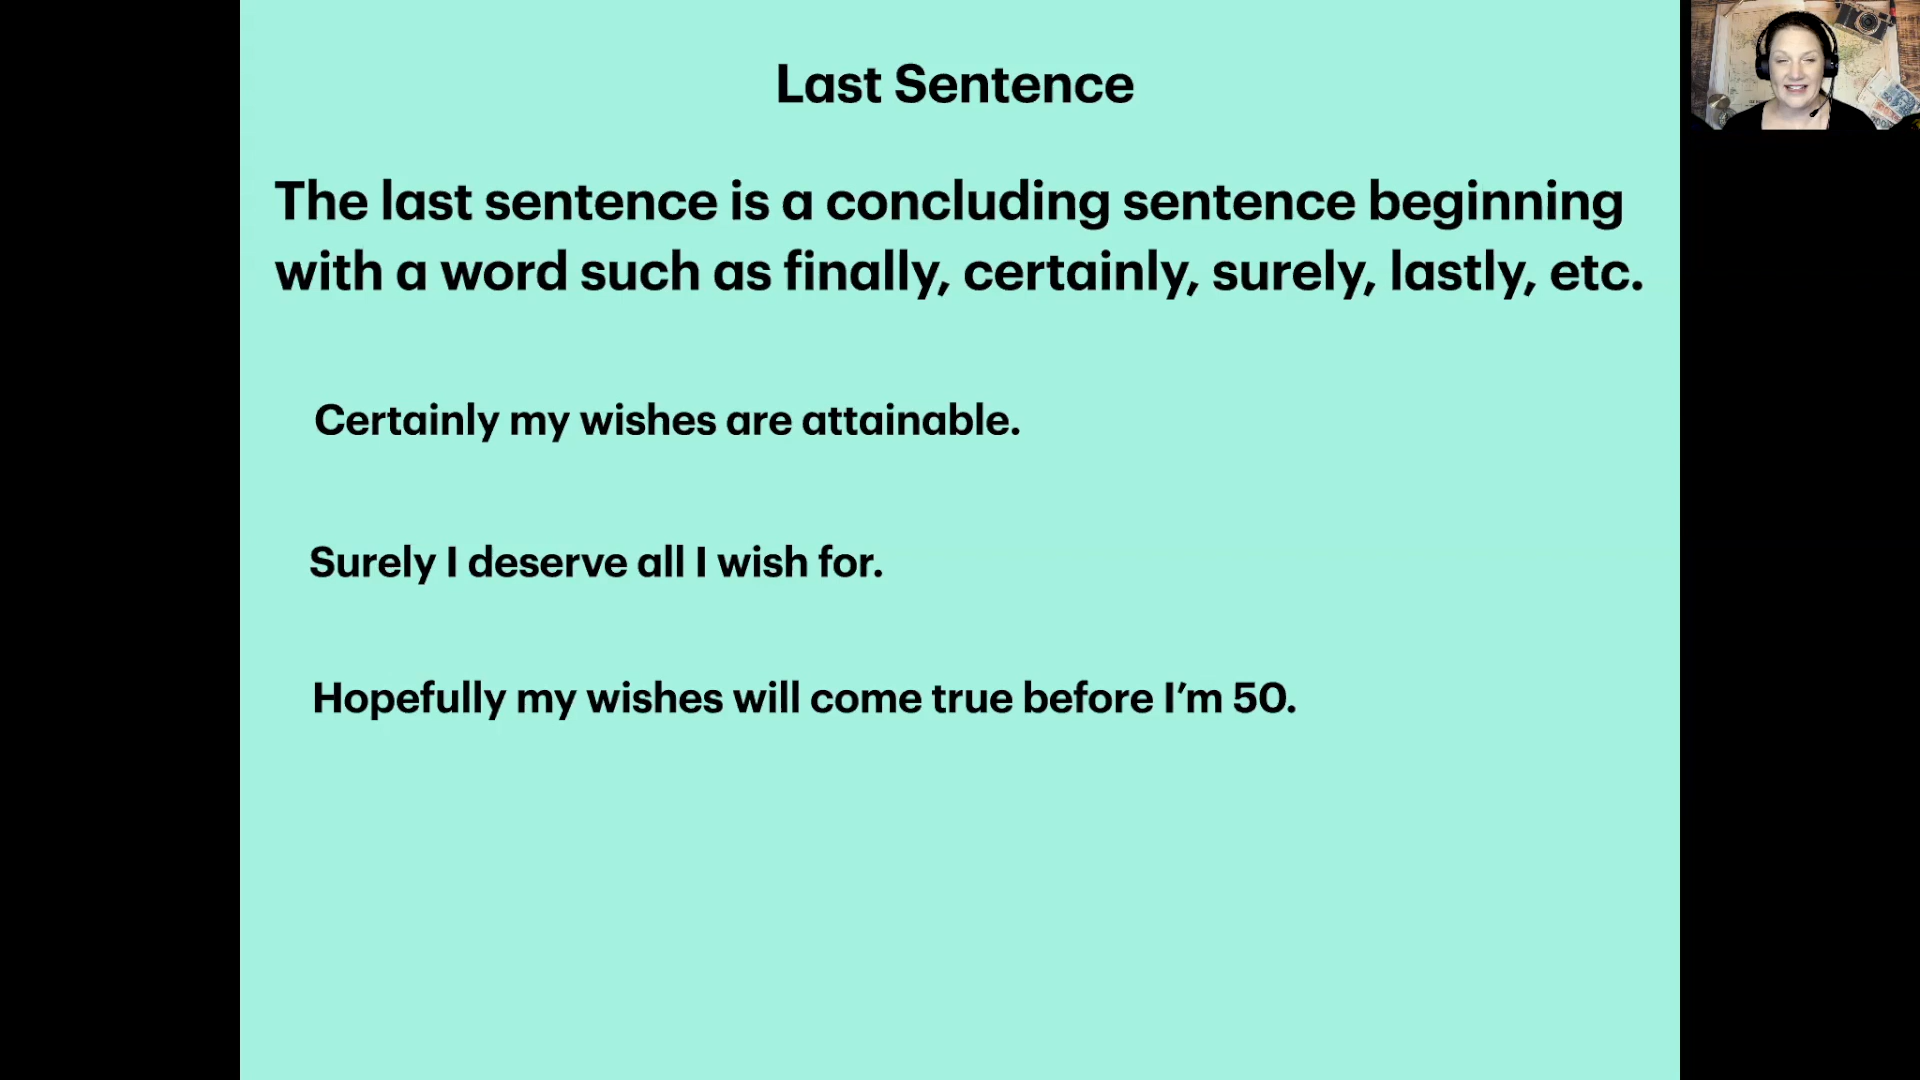 Last Sentence
The last sentence is a concluding sentence beginning
with a word such as finally, certainly, surely, lastly, etc.
Certainly my wishes are attainable.
Surely I deserve all I wish for.
Hopefully my wishes will come true before I’m 50.